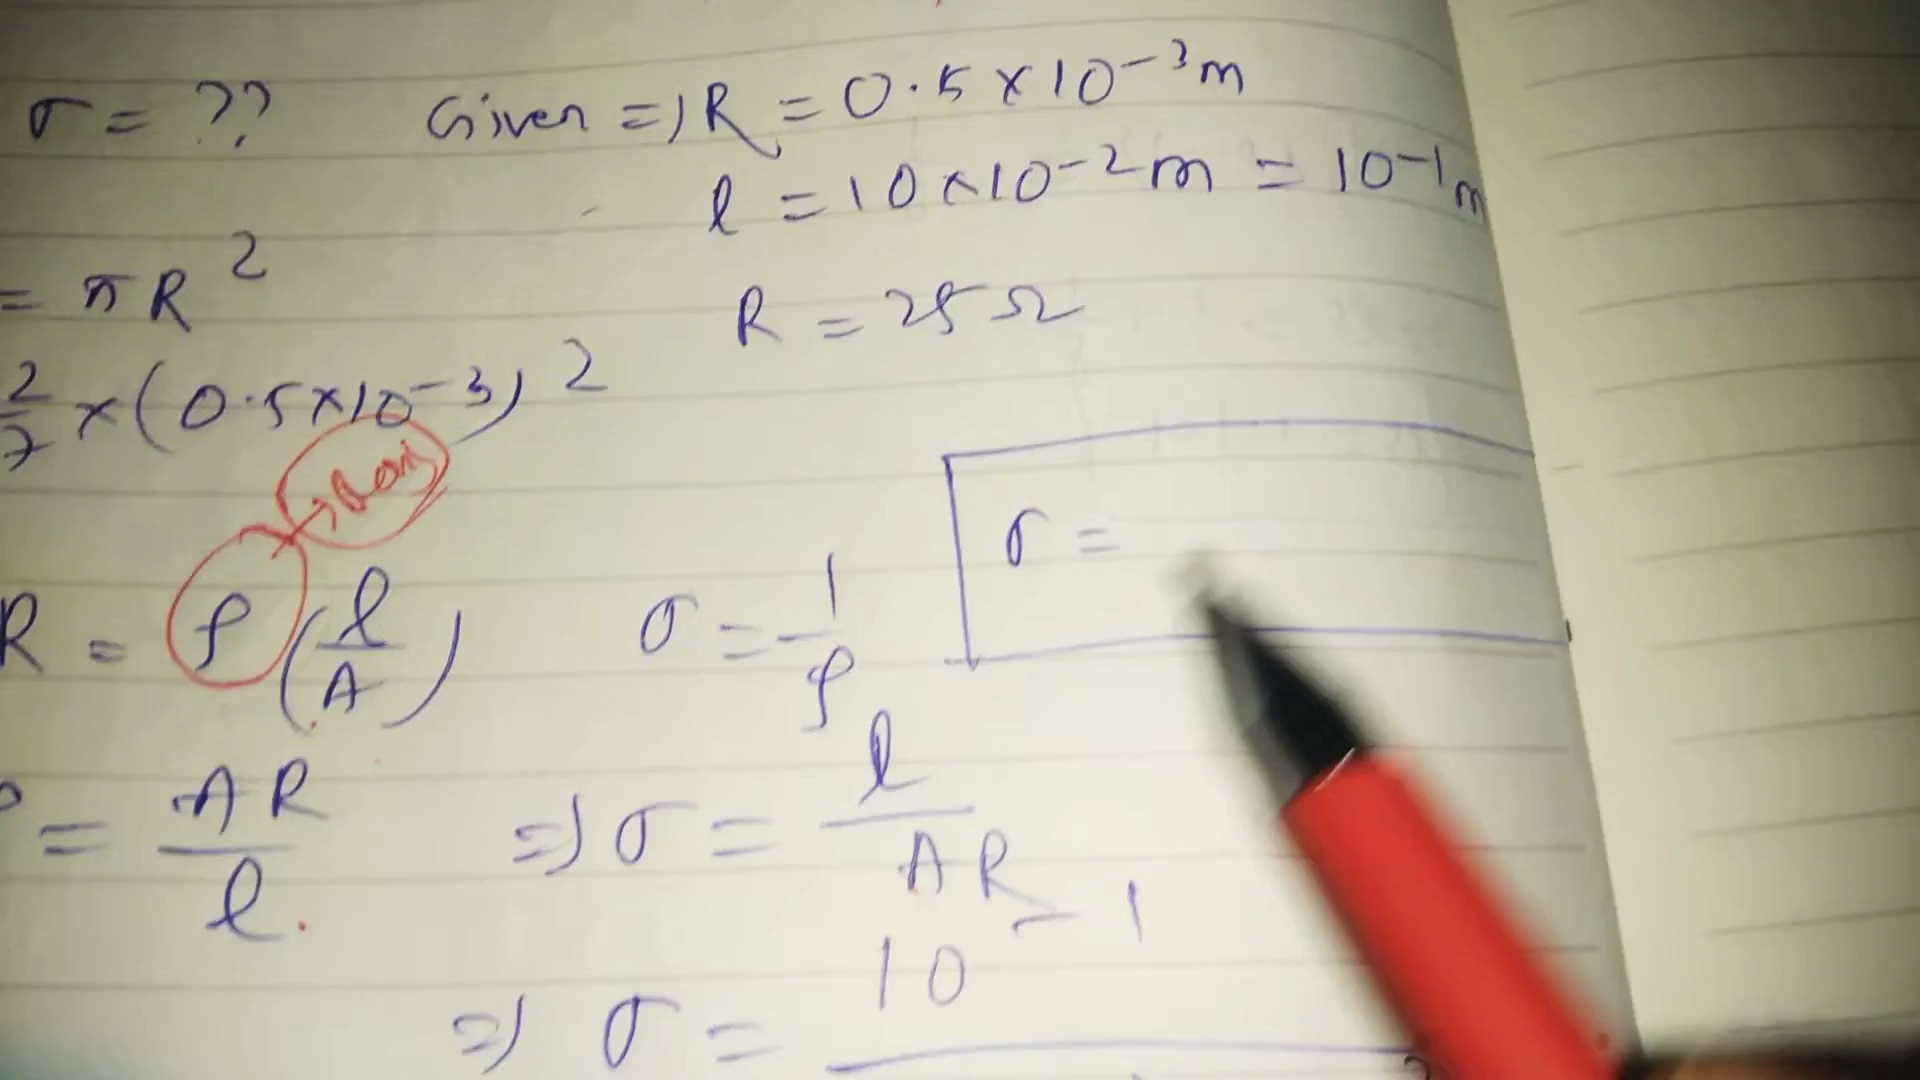 σ = ?? Given => R = 0.5 × 10⁻³ m
l = 10 × 10⁻² m = 10⁻¹ m
= πR²
R = 25 Ω
2/7 × (0.5 × 10⁻³)²
σ =
R = ρ (l/A) σ = 1/ρ
= AR/l => σ = l/AR
=> σ = 10⁻¹